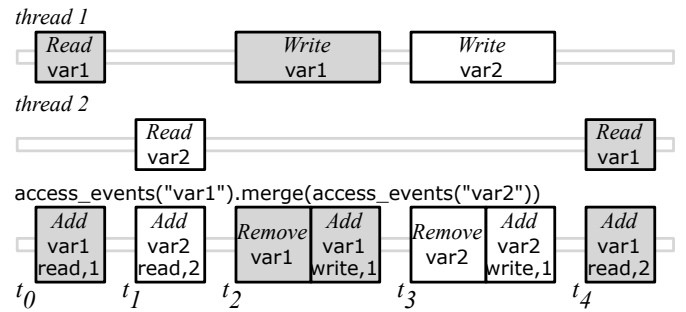 thread 1
Read
var1
Write
var1
Write
var2
thread 2
Read
var2
Read
var1
access_events("var1").merge(access_events("var2"))
Add
var1
read,1
Add
var2
read,2
Remove
var1
Add
var1
write,1
Remove
var2
Add
var2
write,1
Add
var1
read,2
t0
t1
t2
t3
t4